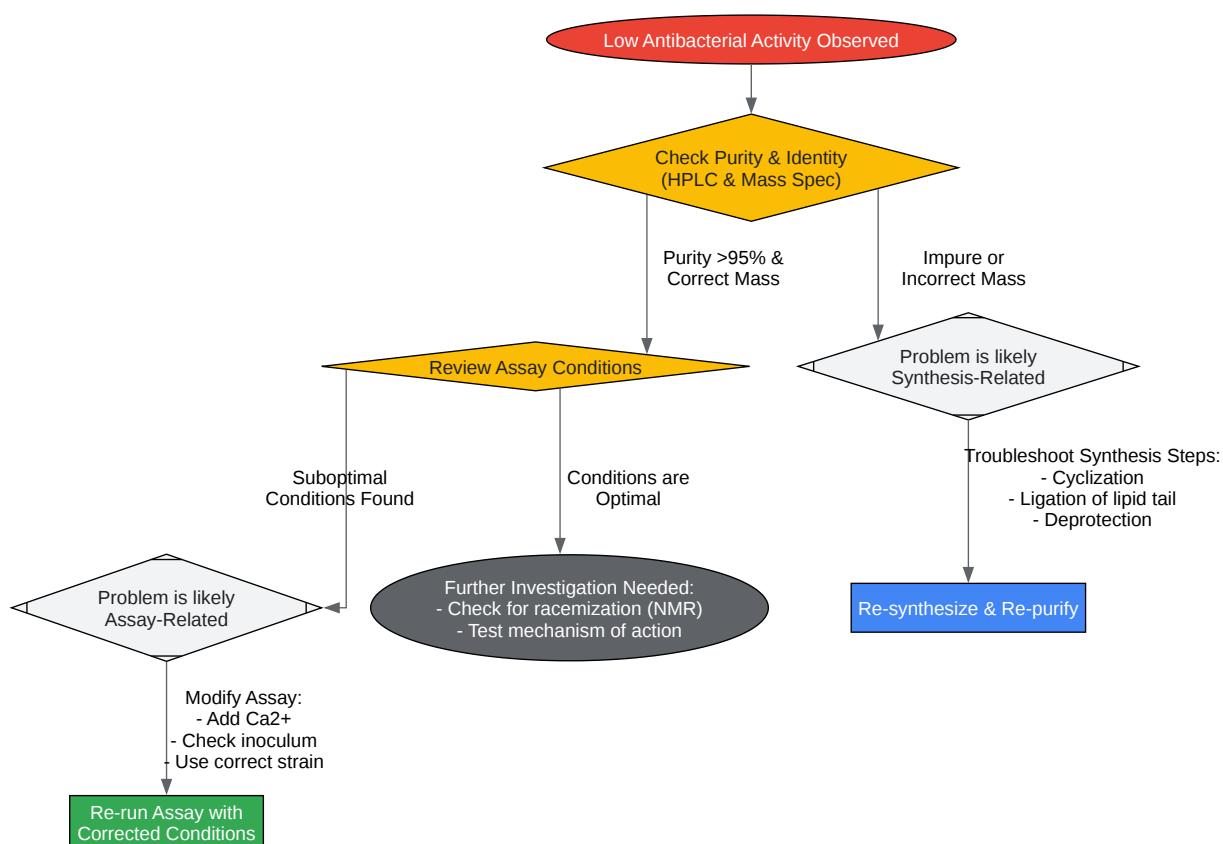 Low Antibacterial Activity Observed
Check Purity & Identity
(HPLC & Mass Spec)
Purity >95% &
Correct Mass
Impure or
Incorrect Mass
Review Assay Conditions
Problem is likely
Synthesis-Related
Suboptimal
Conditions Found
Conditions are
Optimal
Troubleshoot Synthesis Steps:
- Cyclization
- Ligation of lipid tail
- Deprotection
Problem is likely
Assay-Related
Further Investigation Needed:
- Check for racemization (NMR)
- Test mechanism of action
Re-synthesize & Re-purify
Modify Assay:
- Add Ca2+
- Check inoculum
- Use correct strain
Re-run Assay with
Corrected Conditions